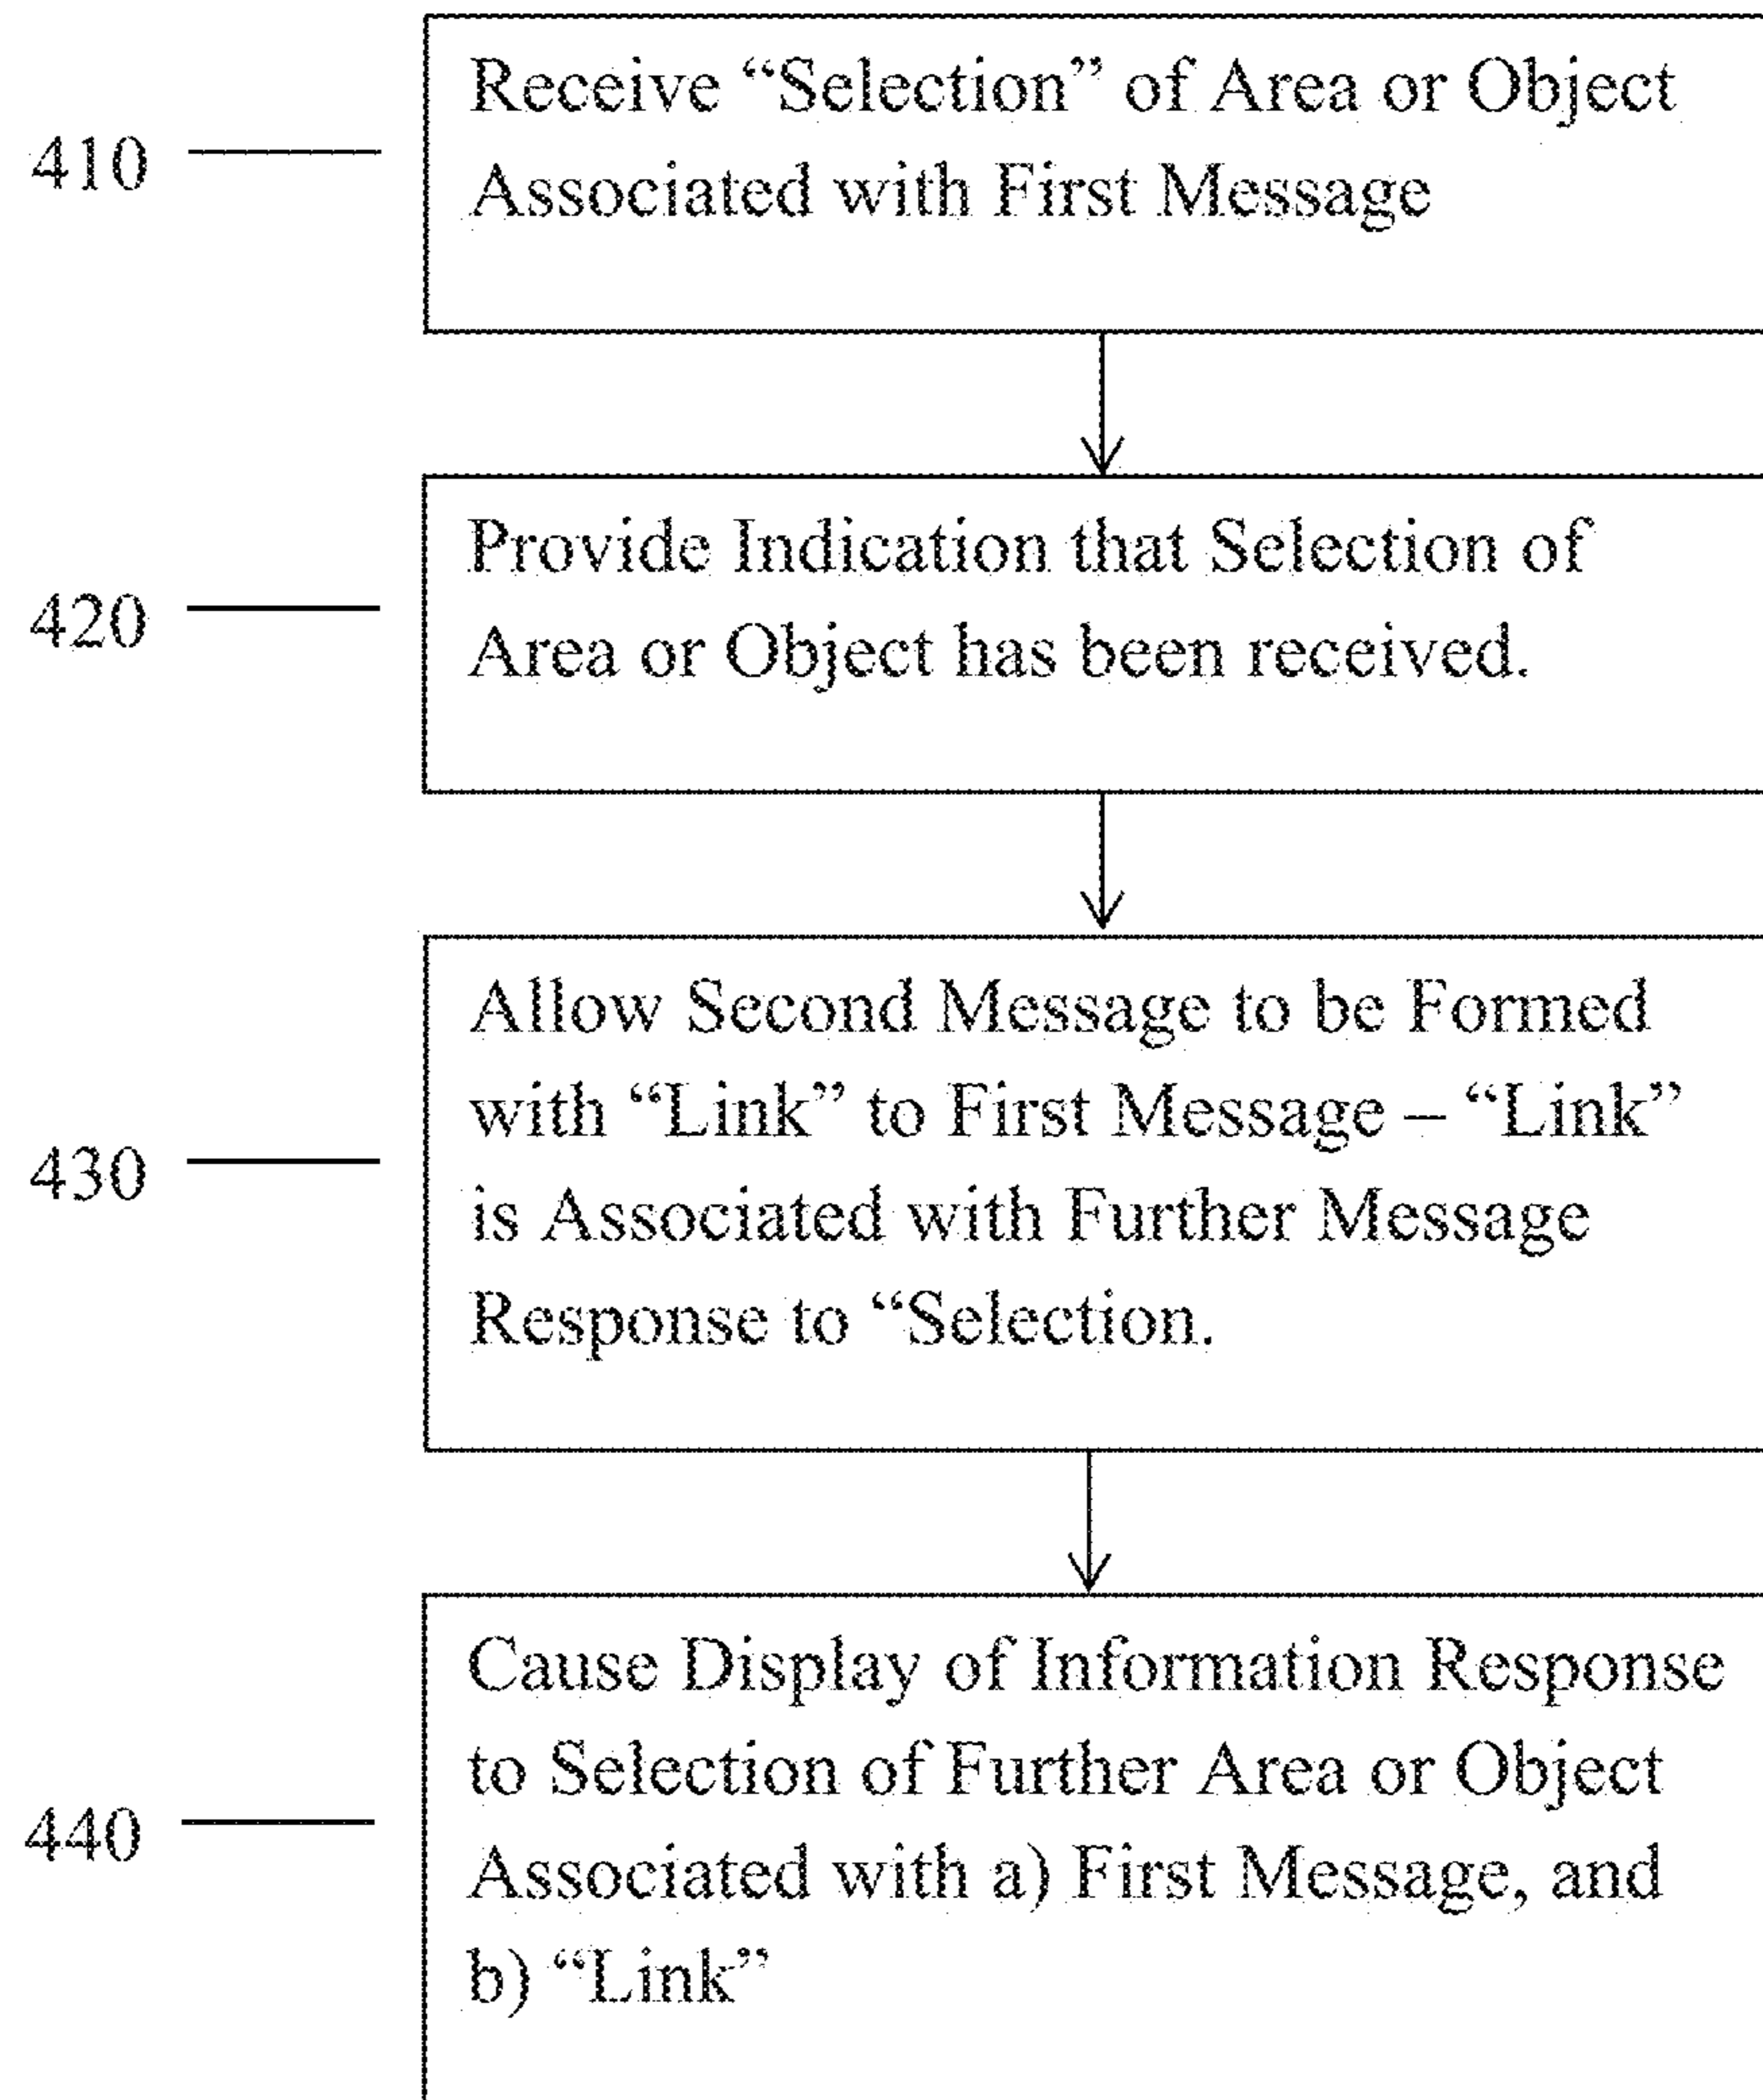 410
Receive “Selection” of Area or Object
Associated with First Message
420
Provide Indication that Selection of
Area or Object has been received.
430
Allow Second Message to be Formed
with “Link” to First Message – “Link”
is Associated with Further Message
Response to “Selection.
440
Cause Display of Information Response
to Selection of Further Area or Object
Associated with a) First Message, and
b) “Link”